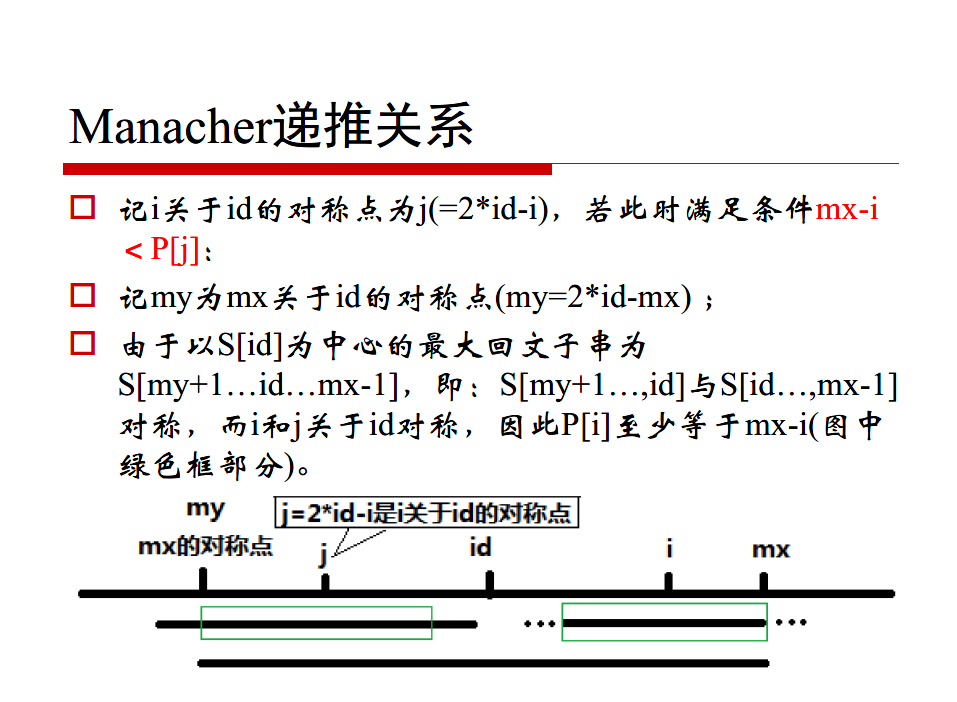 Manacher递推关系
记i关于id的对称点为j(=2*id-i)，若此时满足条件mx-i
＜P[j]；
记my为mx关于id的对称点(my=2*id-mx)；
由于以S[id]为中心的最大回文子串为
S[my+1…id…mx-1]，即：S[my+1…,id]与S[id…,mx-1]
对称，而i和j关于id对称，因此P[i]至少等于mx-i(图中
绿色框部分)。
my
j=2*id-i是i关于id的对称点
mx的对称点
j
id
i
mx